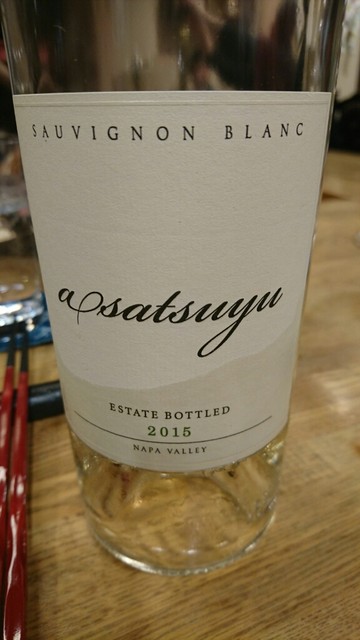 SAUVIGNON BLANC
asatsuyu
ESTATE BOTTLED
2015
NAPA VALLEY